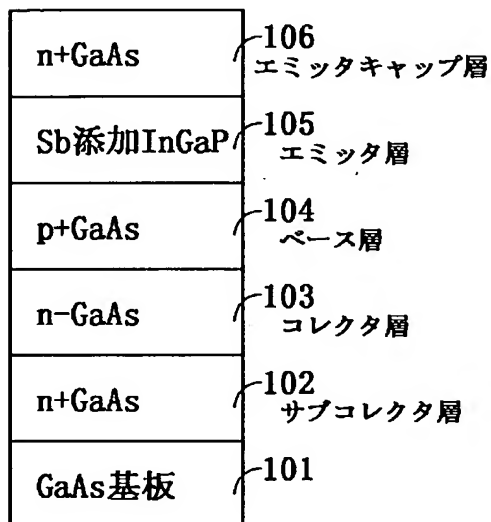 n+GaAs
106
エミッタキャップ層
Sb添加InGaP
105
エミッタ層
p+GaAs
104
ベース層
n-GaAs
103
コレクタ層
n+GaAs
102
サブコレクタ層
GaAs基板
101